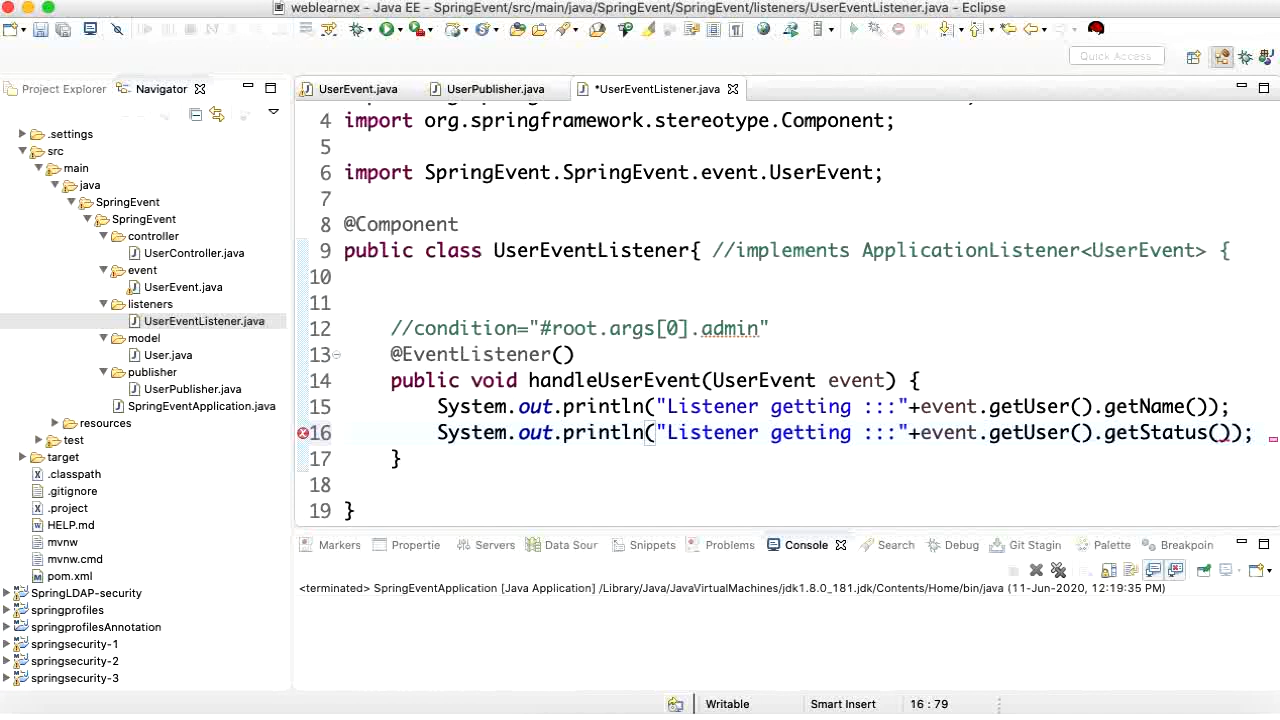 weblearnex - Java EE - SpringEvent/src/main/java/SpringEvent/SpringEvent/listeners/UserEventListener.java - Eclipse
Quick Access
Project Explorer
Navigator
UserEvent.java
UserPublisher.java
*UserEventListener.java
.settings
src
main
java
SpringEvent
SpringEvent
controller
UserController.java
event
UserEvent.java
listeners
UserEventListener.java
model
User.java
publisher
UserPublisher.java
SpringEventApplication.java
resources
test
target
.classpath
.gitignore
.project
HELP.md
mvnw
mvnw.cmd
pom.xml
SpringLDAP-security
springprofiles
springprofilesAnnotation
springsecurity-1
springsecurity-2
springsecurity-3
4 import org.springframework.stereotype.Component;
5
6 import SpringEvent.SpringEvent.event.UserEvent;
7
8 @Component
9 public class UserEventListener{ //implements ApplicationListener<UserEvent> {
10
11
12 //condition="#root.args[0].admin"
13 @EventListener()
14 public void handleUserEvent(UserEvent event) {
15 System.out.println("Listener getting :::"+event.getUser().getName());
16 System.out.println("Listener getting :::"+event.getUser().getStatus());
17 }
18
19 }
Markers
Propertie
Servers
Data Sour
Snippets
Problems
Console
Search
Debug
Git Stagin
Palette
Breakpoin
<terminated> SpringEventApplication [Java Application] /Library/Java/JavaVirtualMachines/jdk1.8.0_181.jdk/Contents/Home/bin/java (11-Jun-2020, 12:19:35 PM)
Writable
Smart Insert
16 : 79